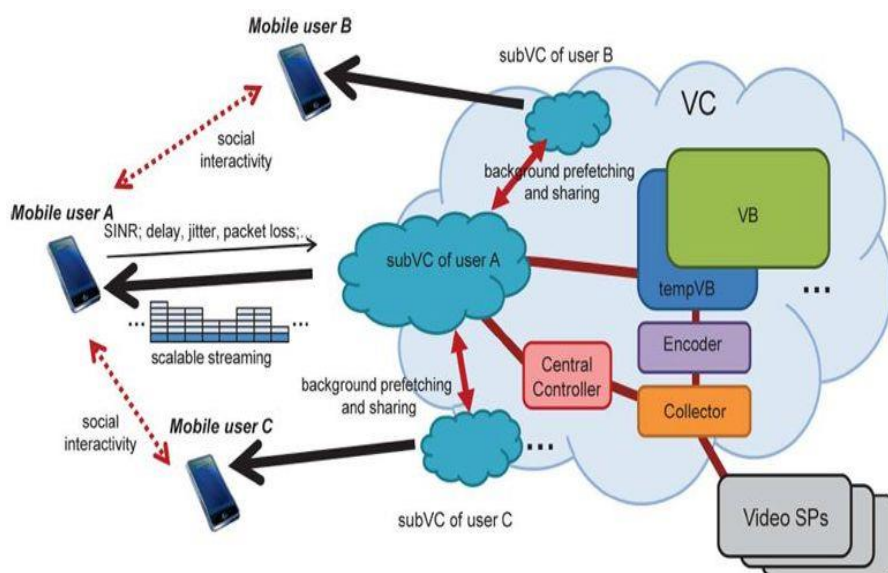 Mobile user B
subVC of user B
VC
social
interactivity
background prefetching
and sharing
VB
Mobile user A
SINR; delay, jitter, packet loss;...
subVC of user A
tempVB
...
... ...
scalable streaming
Encoder
background prefetching
and sharing
Central
Controller
Collector
social
interactivity
Mobile user C
...
subVC of user C
Video SPs